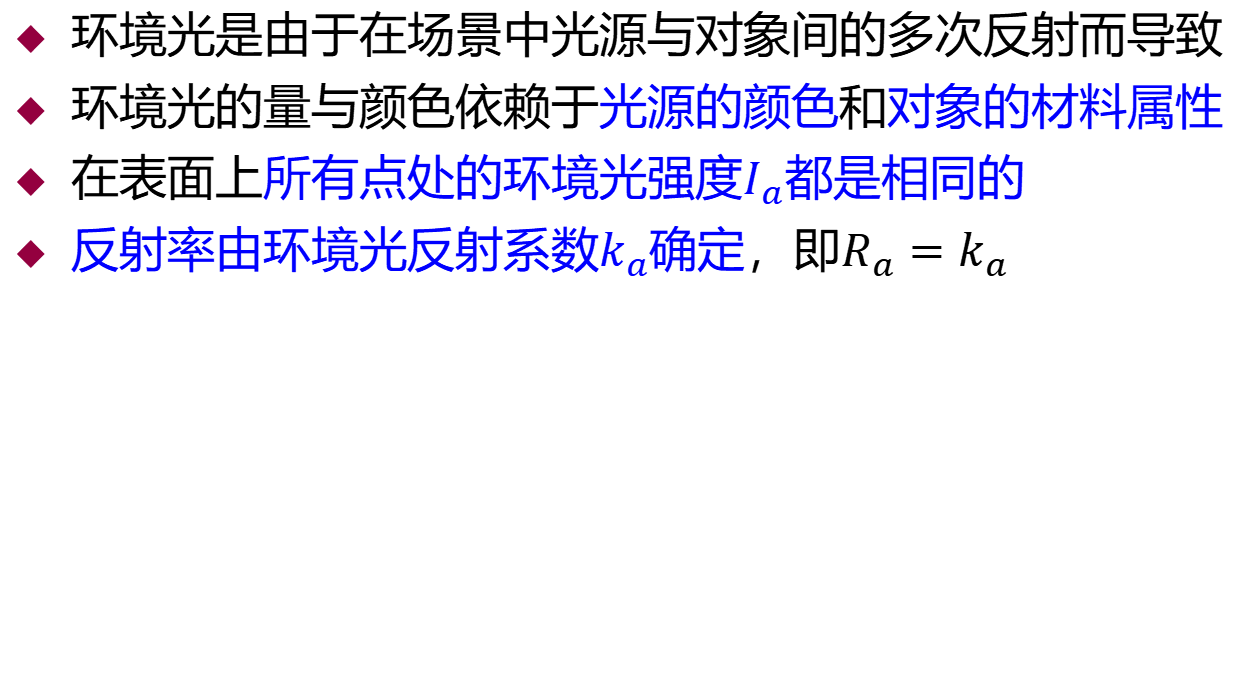 ◆ 环境光是由于在场景中光源与对象间的多次反射而导致
◆ 环境光的量与颜色依赖于光源的颜色和对象的材料属性
◆ 在表面上所有点处的环境光强度𝐼ₐ都是相同的
◆ 反射率由环境光反射系数𝑘ₐ确定，即𝑅ₐ = 𝑘ₐ